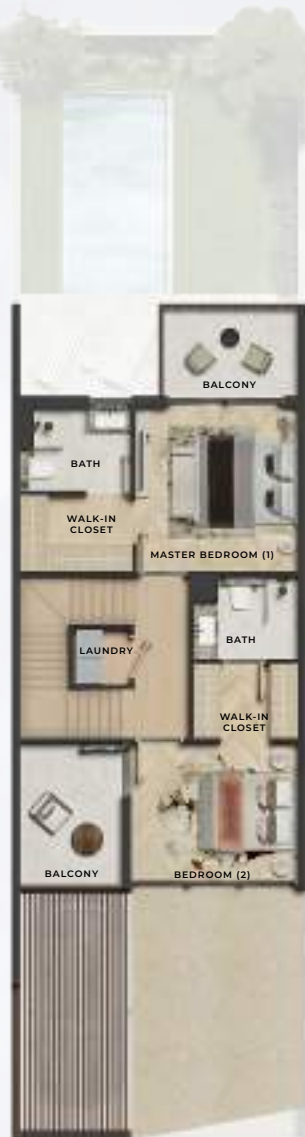 BALCONY
BATH
WALK-IN
CLOSET
MASTER BEDROOM (1)
LAUNDRY
BATH
WALK-IN
CLOSET
BALCONY
BEDROOM (2)